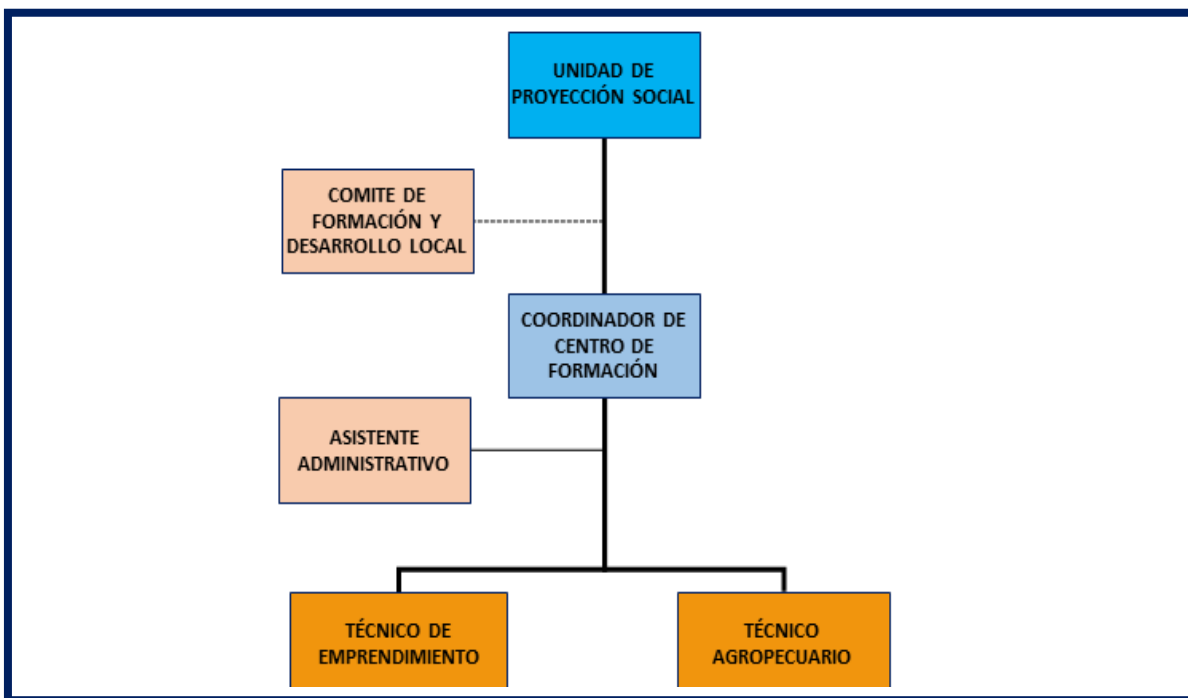 UNIDAD DE
PROYECCIÓN SOCIAL
COMITE DE
FORMACIÓN Y
DESARROLLO LOCAL
COORDINADOR DE
CENTRO DE
FORMACIÓN
ASISTENTE
ADMINISTRATIVO
TÉCNICO DE
EMPRENDIMIENTO
TÉCNICO
AGROPECUARIO